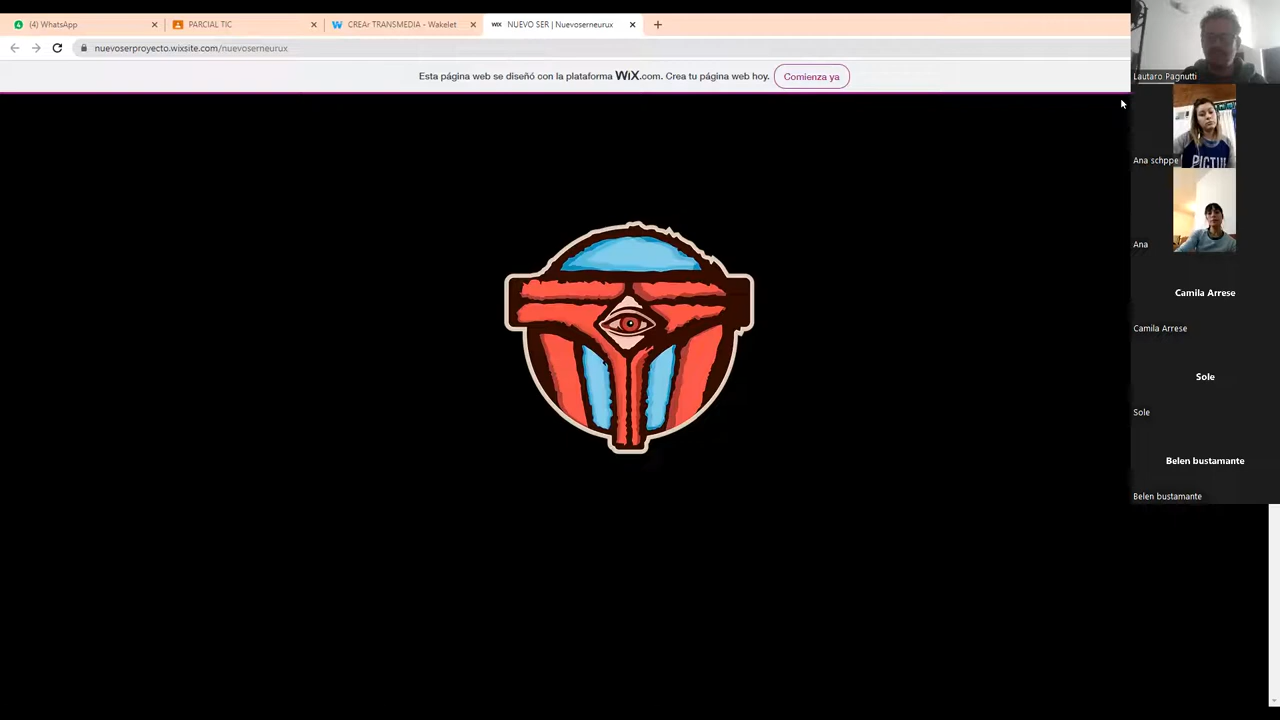 (4) WhatsApp
PARCIAL TIC
CREAr TRANSMEDIA - Wakelet
WIX NUEVO SER | Nuevoserneurux
nuevoserproyecto.wixsite.com/nuevoserneurux
Esta página web se diseñó con la plataforma WiX.com. Crea tu página web hoy. Comienza ya
Lautaro Pagnutti
Ana schppe
PICTU
Ana
Camila Arrese
Camila Arrese
Sole
Sole
Belen bustamante
Belen bustamante